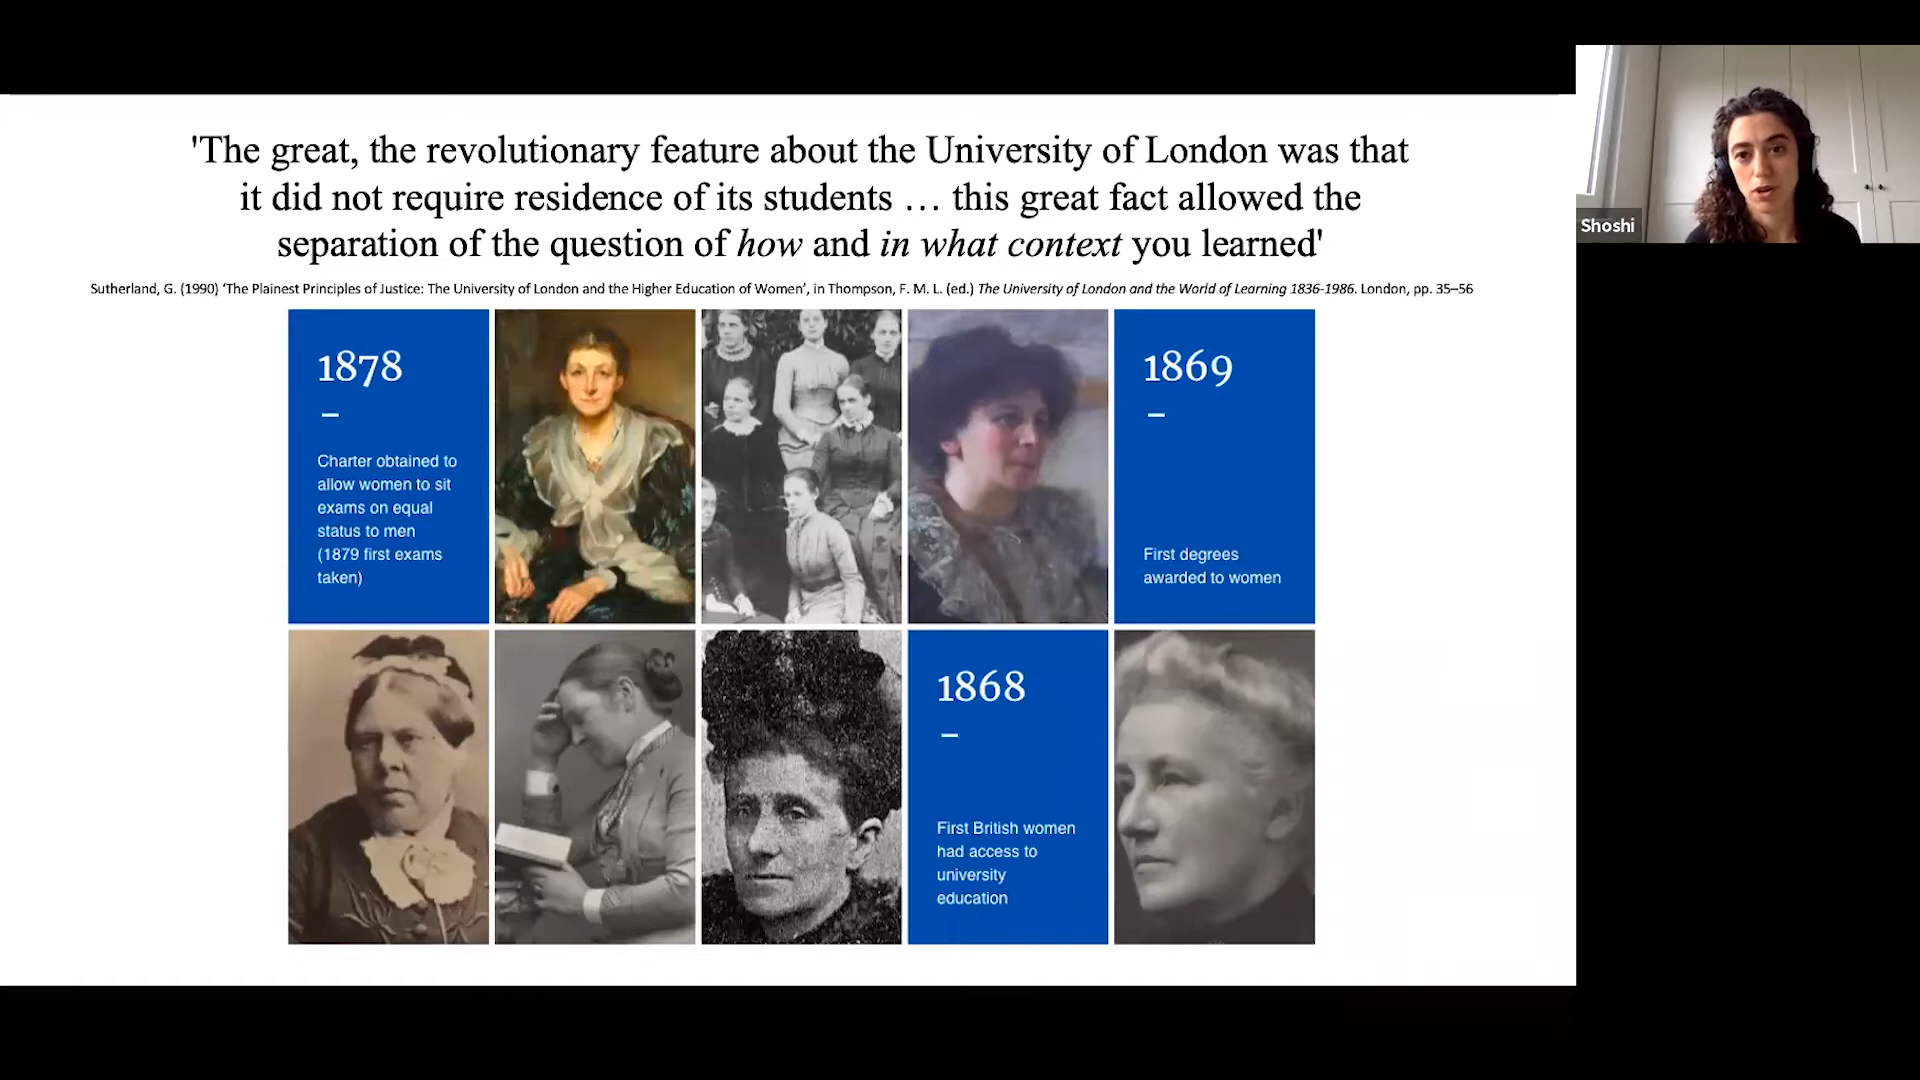 'The great, the revolutionary feature about the University of London was that
it did not require residence of its students … this great fact allowed the
separation of the question of how and in what context you learned'
Sutherland, G. (1990) 'The Plainest Principles of Justice: The University of London and the Higher Education of Women', in Thompson, F. M. L. (ed.) The University of London and the World of Learning 1836-1986. London, pp. 35–56
1878
–
Charter obtained to
allow women to sit
exams on equal
status to men
(1879 first exams
taken)
1869
–
First degrees
awarded to women
1868
–
First British women
had access to
university
education
Shoshi